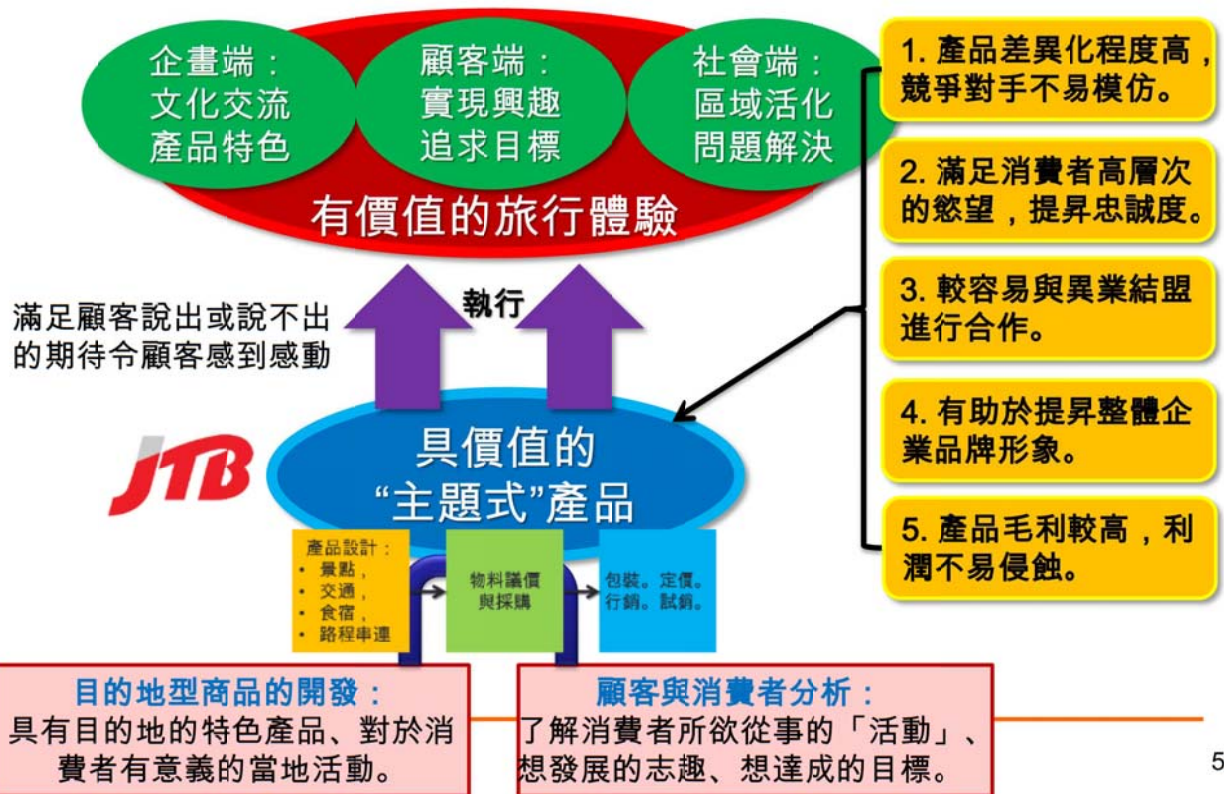 企畫端：
文化交流
產品特色
顧客端：
實現興趣
追求目標
社會端：
區域活化
問題解決
有價值的旅行體驗
1. 產品差異化程度高，
競爭對手不易模仿。
2. 滿足消費者高層次
的慾望，提昇忠誠度。
3. 較容易與異業結盟
進行合作。
4. 有助於提昇整體企
業品牌形象。
5. 產品毛利較高，利
潤不易侵蝕。
滿足顧客說出或說不出
的期待令顧客感到感動
執行
JTB
具價值的
“主題式”產品
產品設計：
• 景點，
• 交通，
• 食宿，
• 路程串連
物料議價
與採購
包裝。定價。
行銷。試銷。
目的地型商品的開發：
具有目的地的特色產品、對於消
費者有意義的當地活動。
顧客與消費者分析：
了解消費者所欲從事的「活動」、
想發展的志趣、想達成的目標。
5